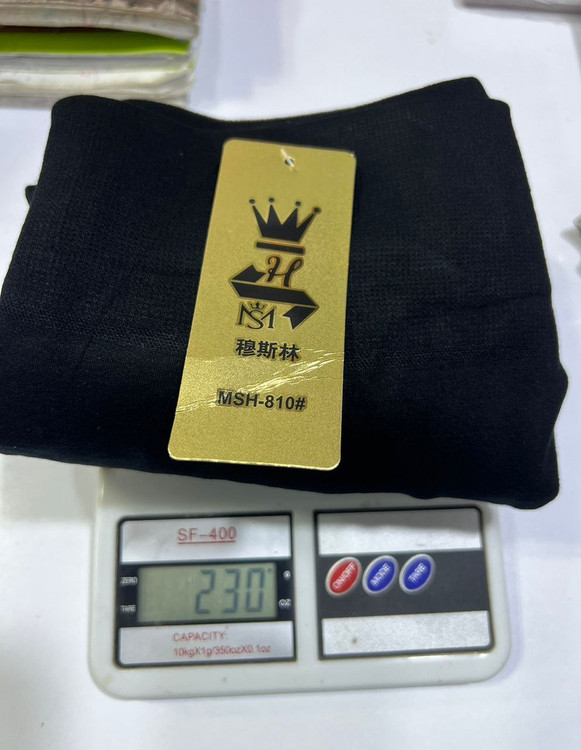 H
MS
穆斯林
MSH-810#
SF-400
ZERO
TARE
230
g
OZ
CAPACITY:
10kgX1g/350ozX0.1oz
ON/OFF
MODE
TARE